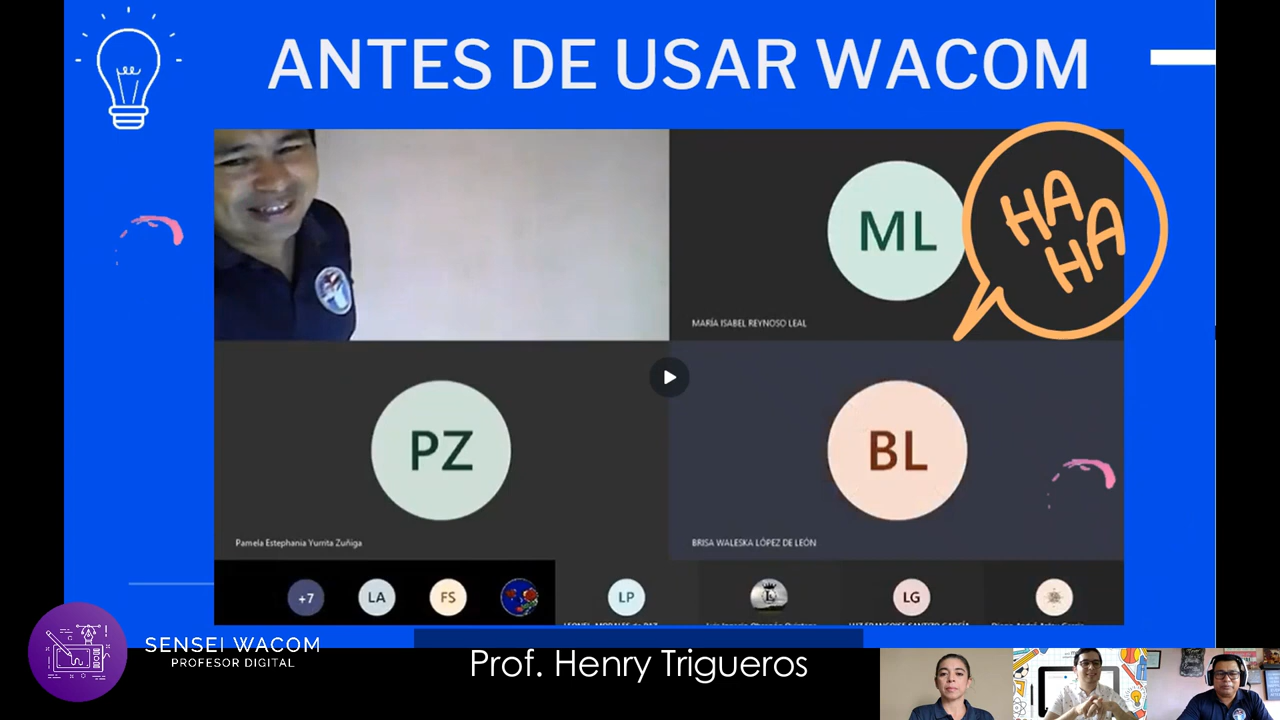 ANTES DE USAR WACOM
HA
HA
ML
MARÍA ISABEL REYNOSO LEAL
PZ
BL
Pamela Estephania Yurrita Zuñiga
BRISA WALESKA LÓPEZ DE LEÓN
+7
LA
FS
LP
LG
SENSEI WACOM
PROFESOR DIGITAL
Prof. Henry Trigueros